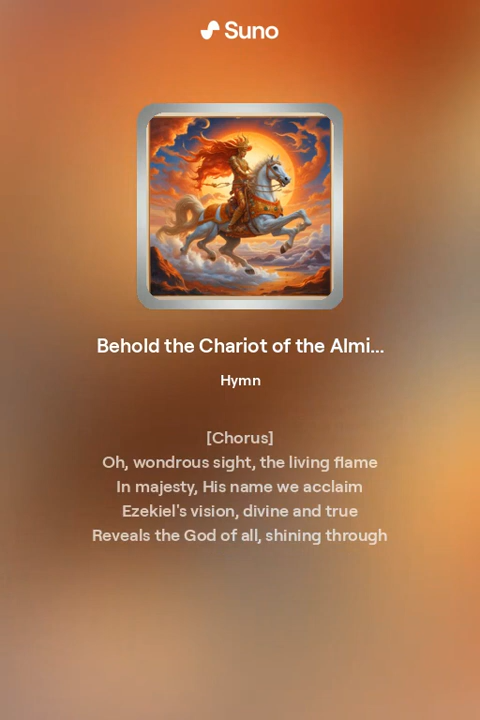 Suno
Behold the Chariot of the Almi...
Hymn
[Chorus]
Oh, wondrous sight, the living flame
In majesty, His name we acclaim
Ezekiel's vision, divine and true
Reveals the God of all, shining through